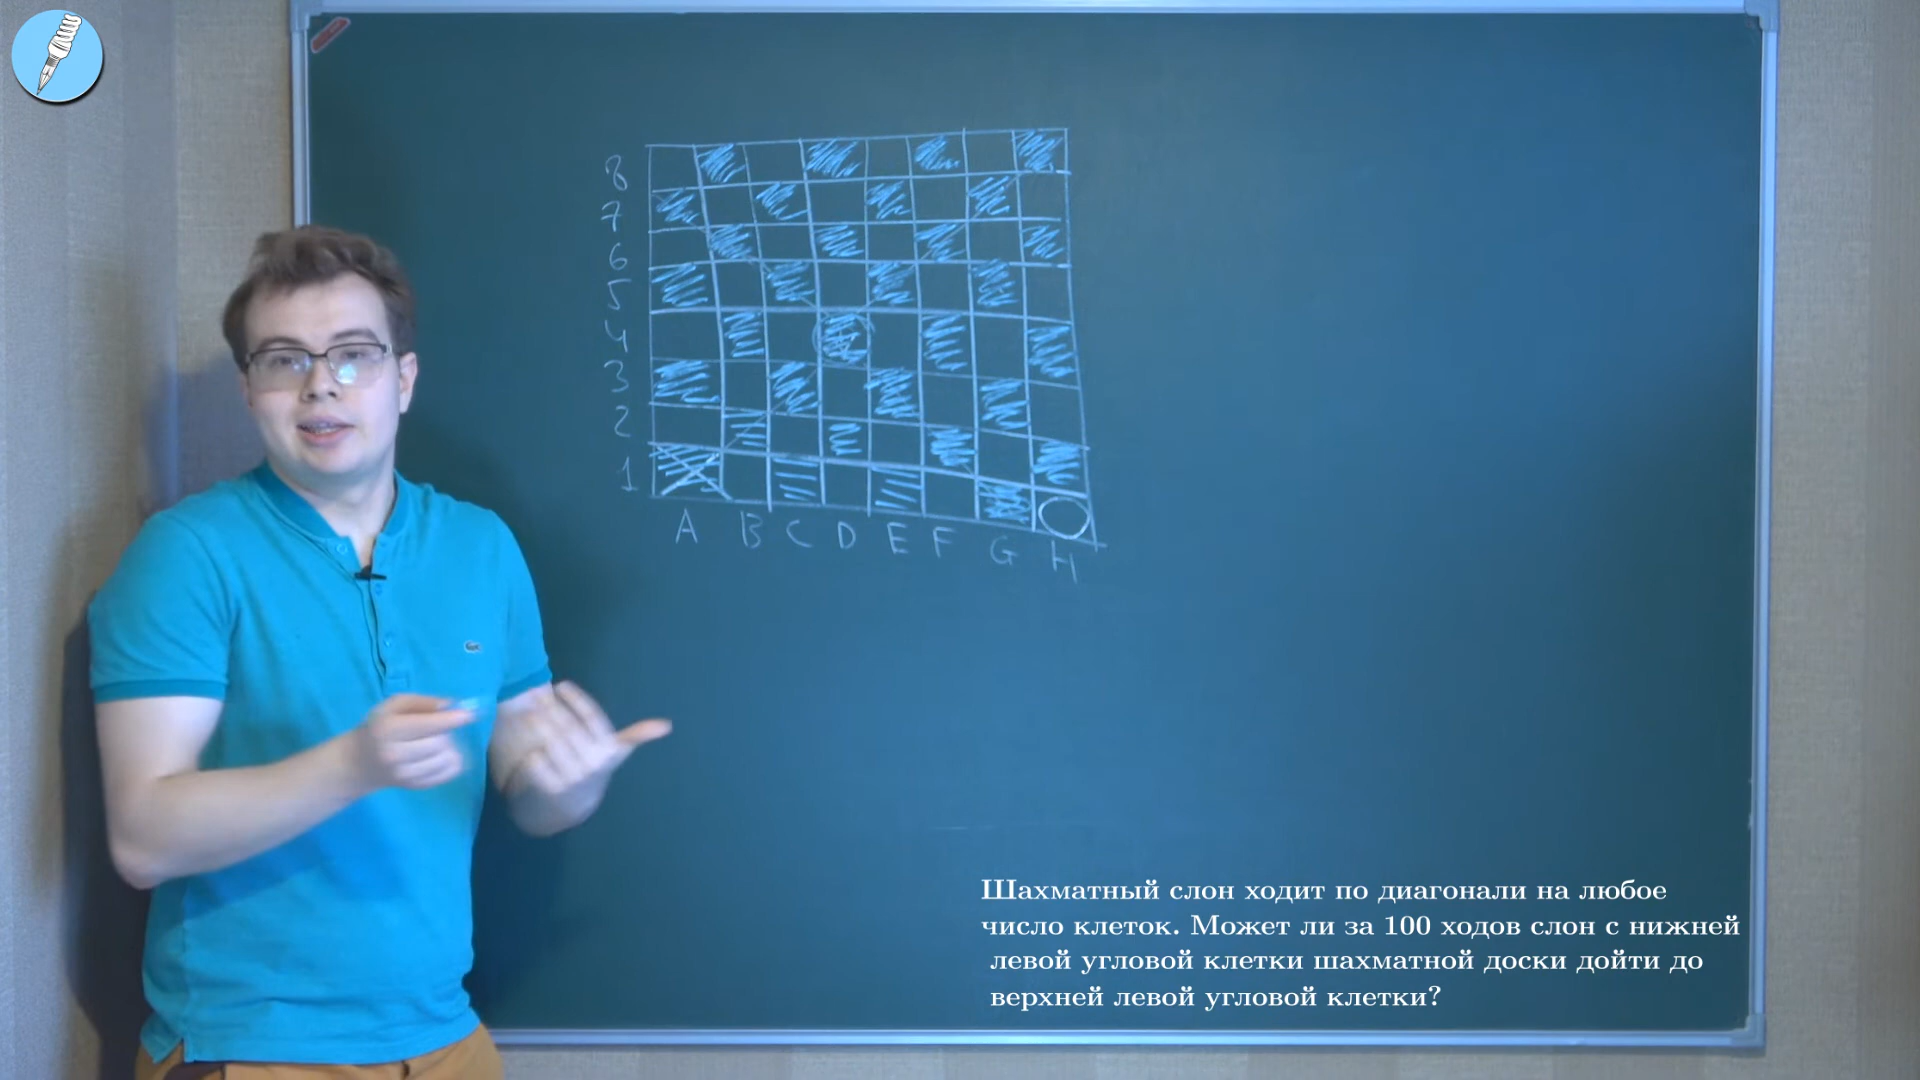 8
7
6
5
4
3
2
1
A B C D E F G H
Шахматный слон ходит по диагонали на любое
число клеток. Может ли за 100 ходов слон с нижней
левой угловой клетки шахматной доски дойти до
верхней левой угловой клетки?